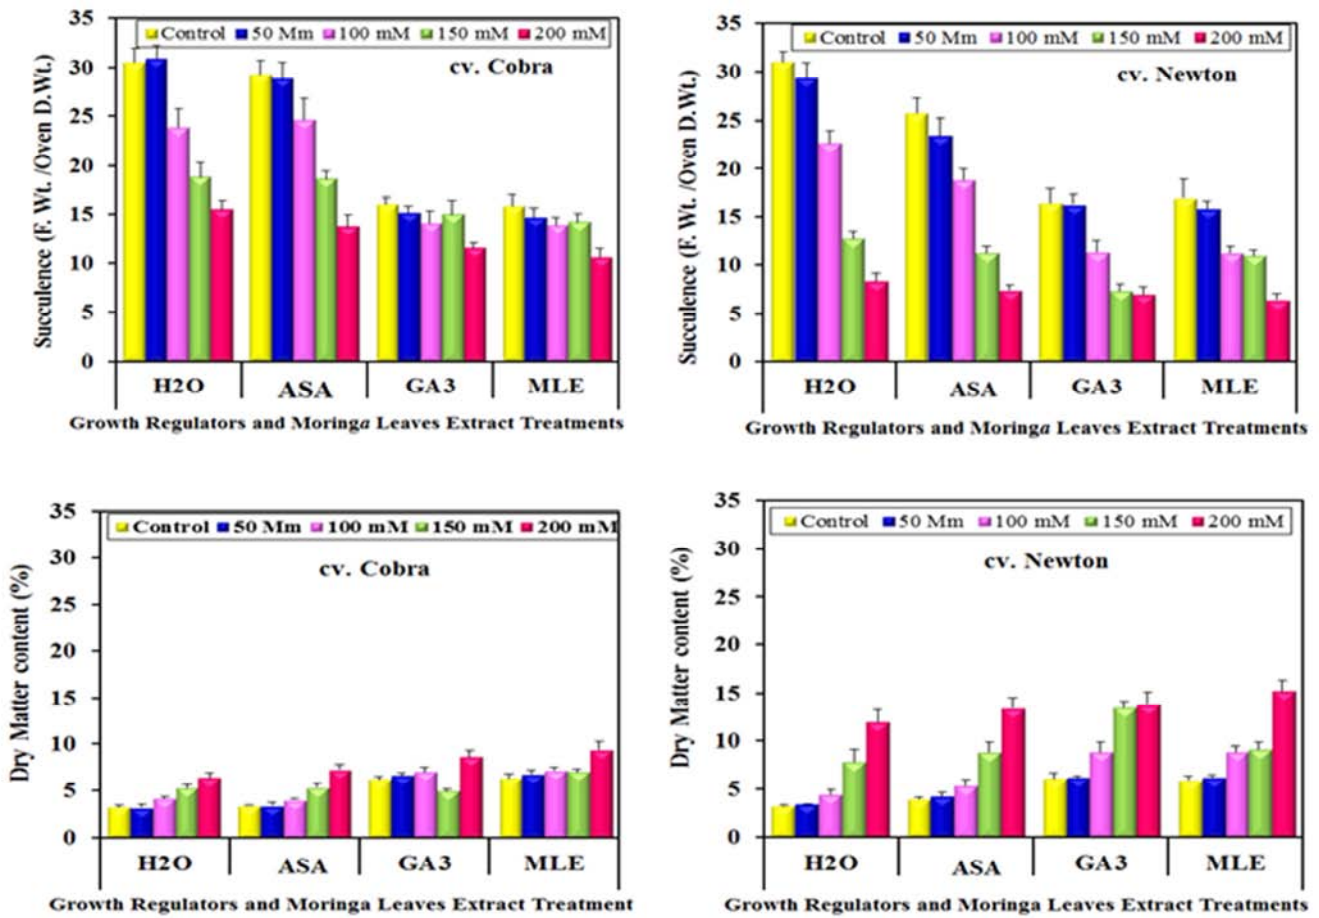 Succulence (F. Wt. /Oven D.Wt.)
35
30
25
20
15
10
5
0
Control 50 Mm 100 mM 150 mM 200 mM
cv. Cobra
H2O ASA GA3 MLE
Growth Regulators and Moringa Leaves Extract Treatments
Succulence (F. Wt. /Oven D.Wt.)
35
30
25
20
15
10
5
0
Control 50 Mm 100 mM 150 mM 200 mM
cv. Newton
H2O ASA GA3 MLE
Growth Regulators and Moringa Leaves Extract Treatments
Dry Matter content (%)
35
30
25
20
15
10
5
0
Control 50 Mm 100 mM 150 mM 200 mM
cv. Cobra
H2O ASA GA3 MLE
Growth Regulators and Moringa Leaves Extract Treatment
Dry Matter content (%)
35
30
25
20
15
10
5
0
Control 50 Mm 100 mM 150 mM 200 mM
cv. Newton
H2O ASA GA3 MLE
Growth Regulators and Moringa Leaves Extract Treatments